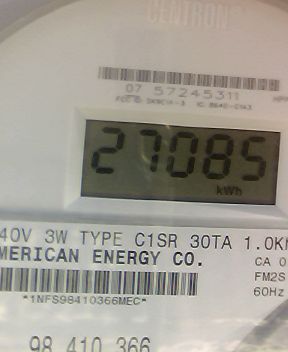 CENTRON®
07 57245311
27085
kWh
40V 3W TYPE C1SR 30TA 1.0K
MERICAN ENERGY CO.
CA 0
FM2S
60Hz
*1NFS98410366MEC*
98 410 366